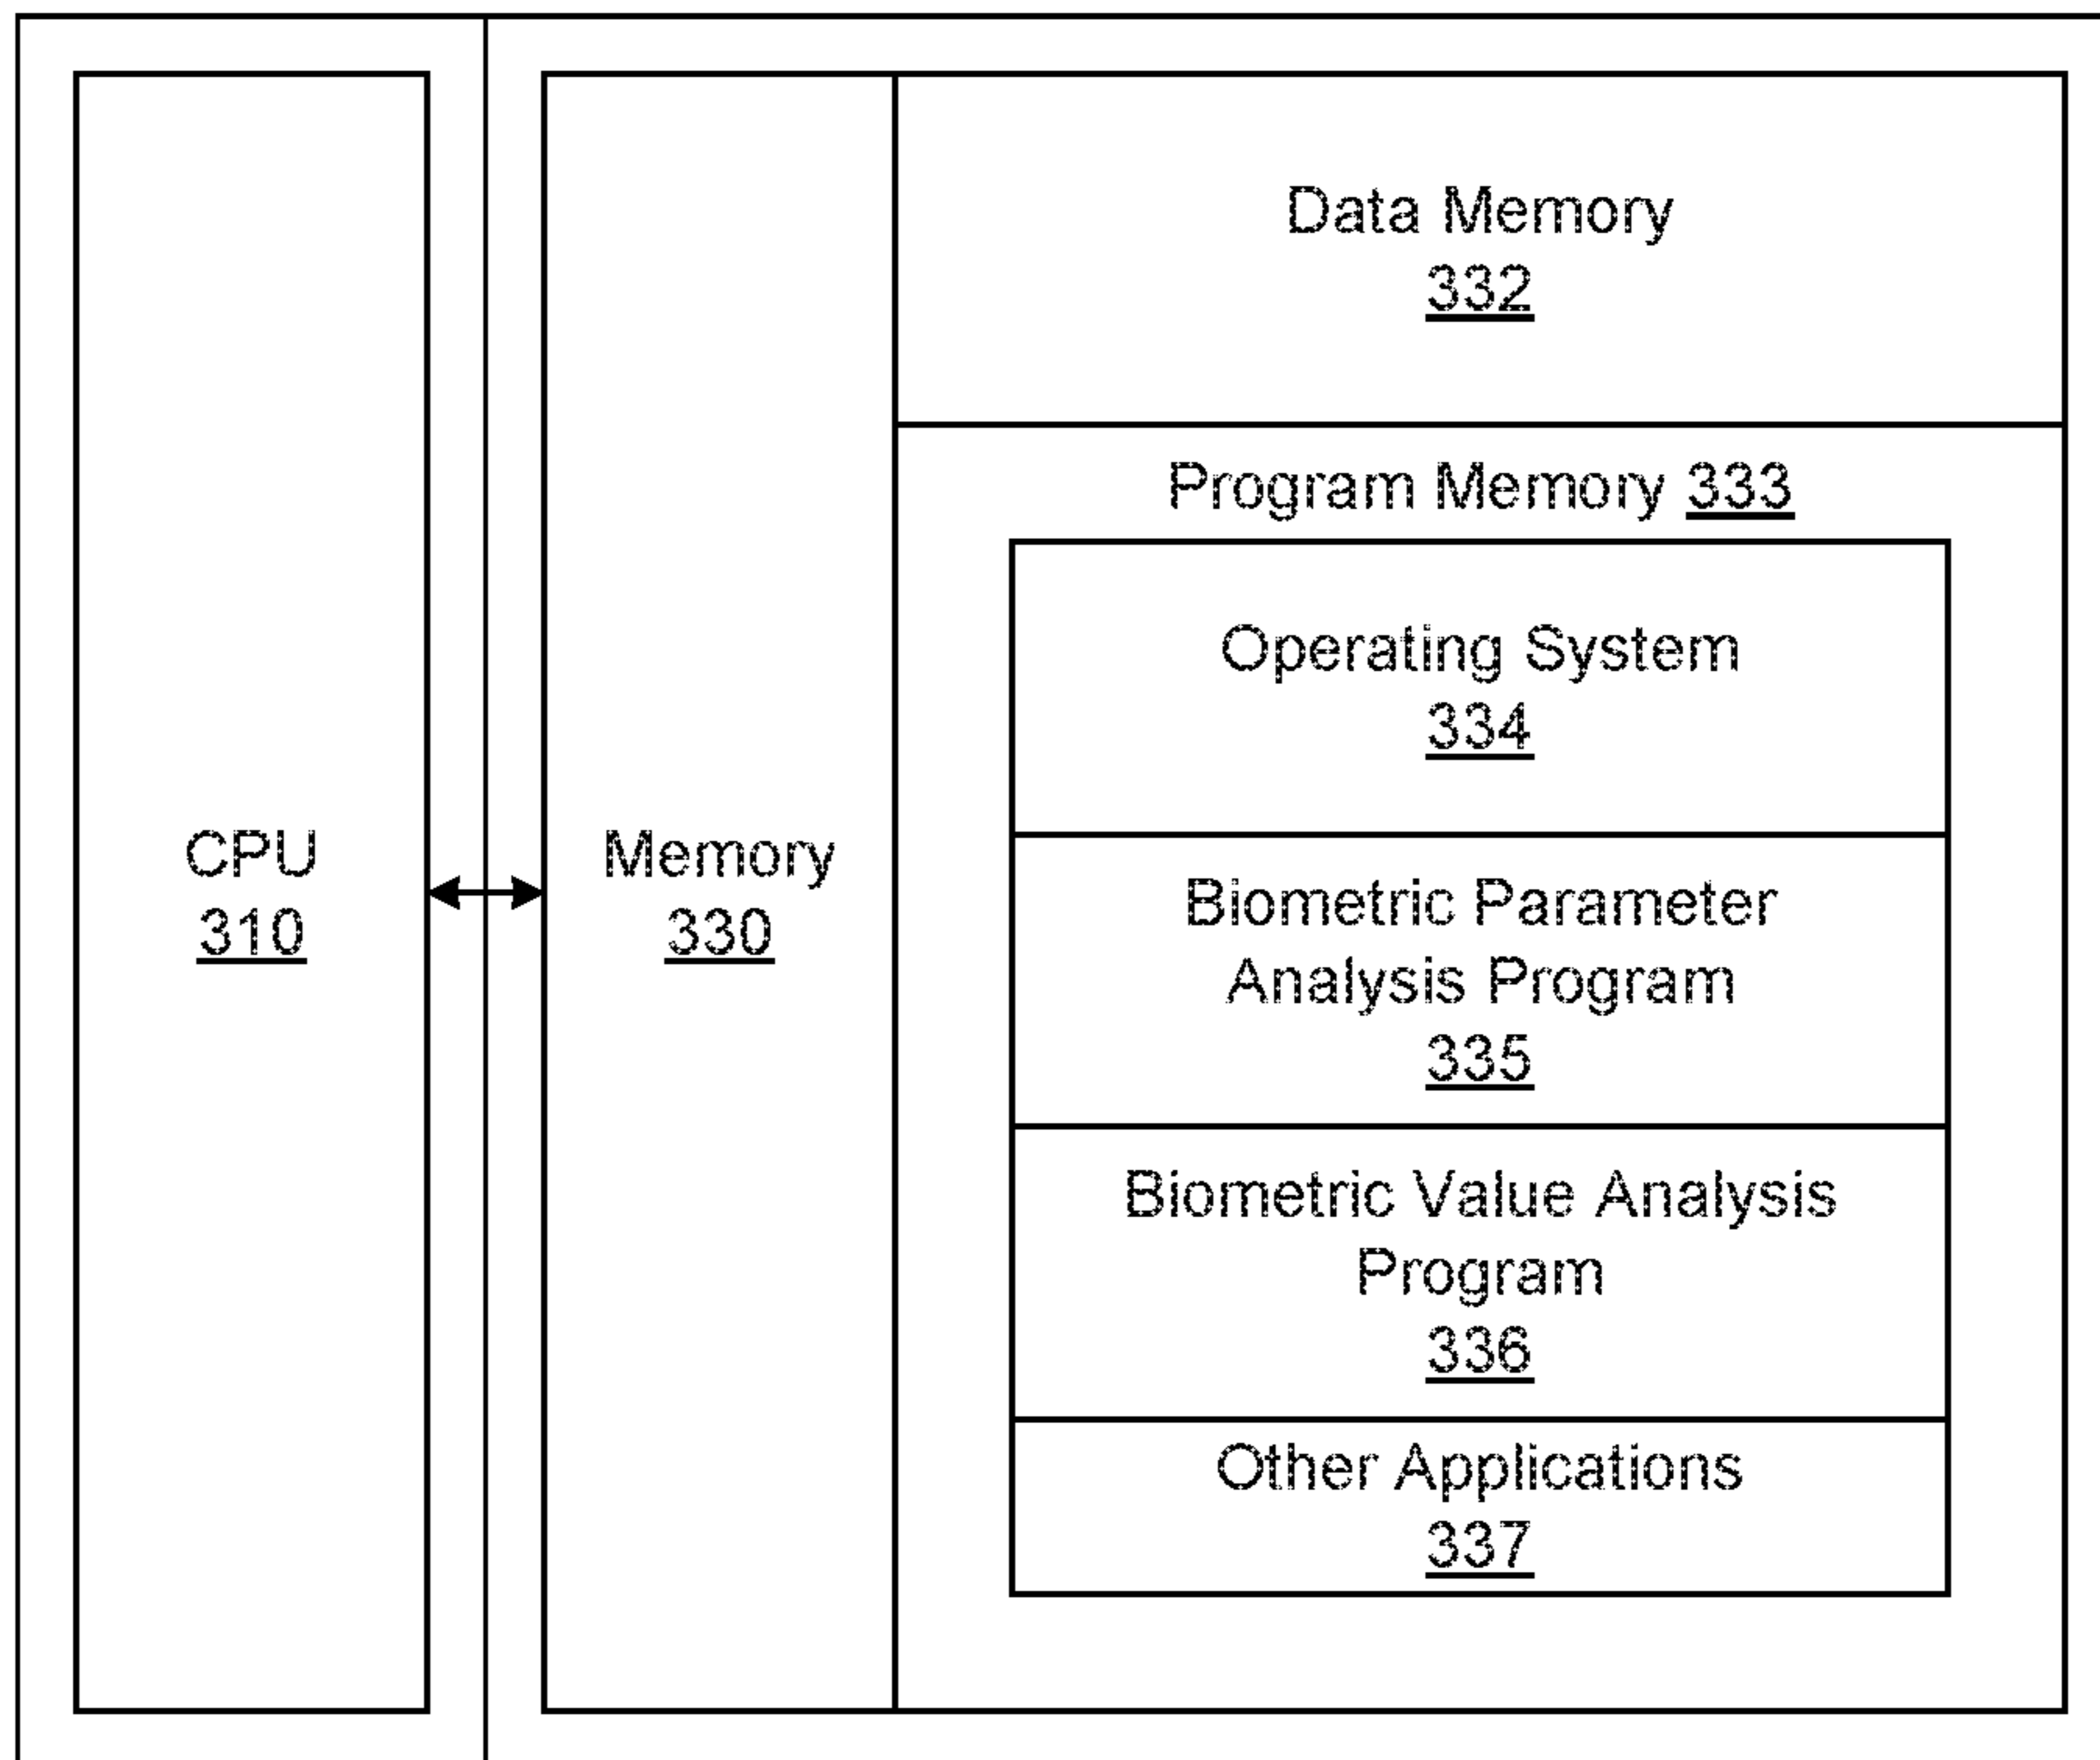 CPU
310
Memory
330
Data Memory
332
Program Memory 333
Operating System
334
Biometric Parameter
Analysis Program
335
Biometric Value Analysis
Program
336
Other Applications
337